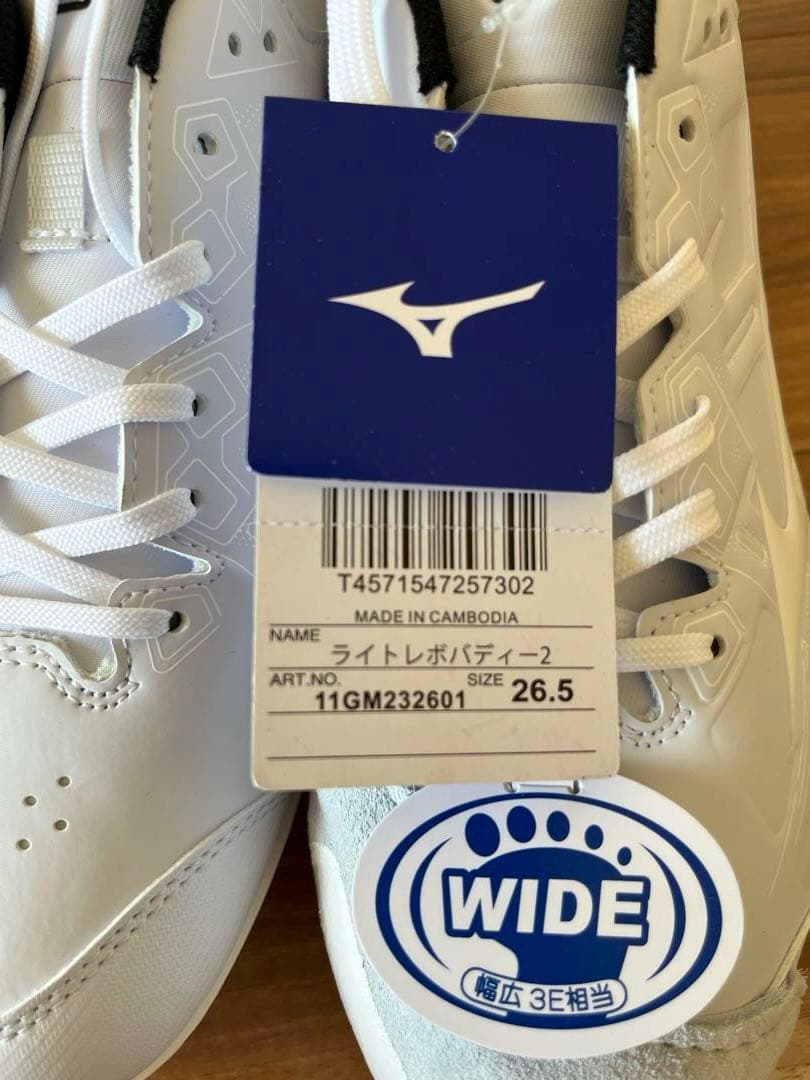 T4571547257302
MADE IN CAMBODIA
NAME ライトレボバディー2
ART.NO. 11GM232601 SIZE 26.5
WIDE
幅広 3E相当